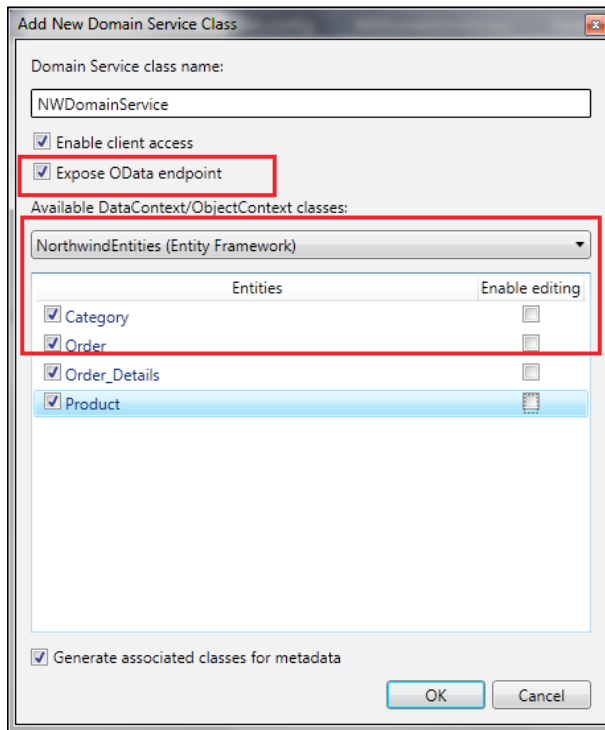 Add New Domain Service Class
Domain Service class name:
NWDomainService
Enable client access
Expose OData endpoint
Available DataContext/ObjectContext classes:
NorthwindEntities (Entity Framework)
Entities Enable editing
Category
Order
Order_Details
Product
Generate associated classes for metadata
OK Cancel